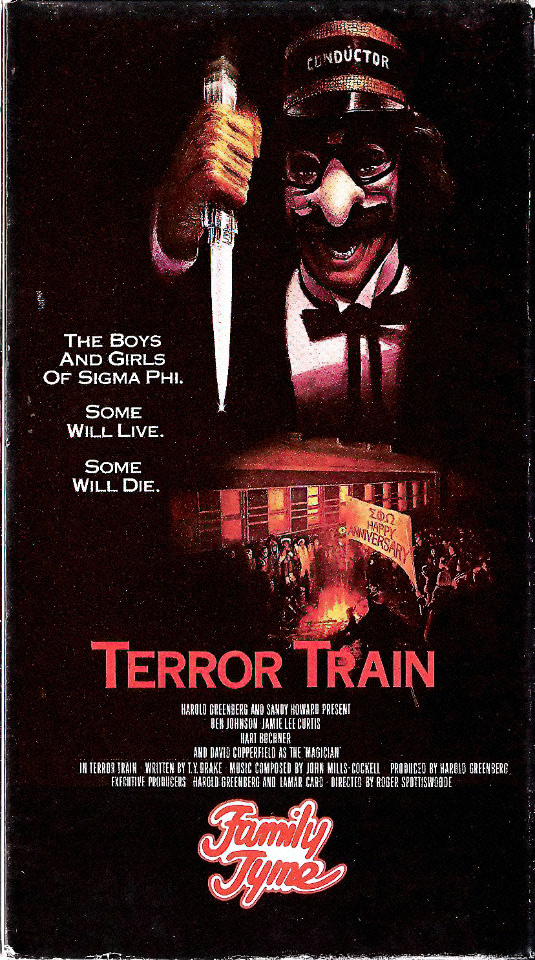 CONDUCTOR
THE BOYS
AND GIRLS
OF SIGMA PHI.
SOME
WILL LIVE.
SOME
WILL DIE.
ΣΦΩ
HAPPY
ANNIVERSARY
TERROR TRAIN
HAROLD GREENBERG AND SANDY HOWARD PRESENT
BEN JOHNSON JAMIE LEE CURTIS
HART BOCHNER
AND DAVID COPPERFIELD AS THE "MAGICIAN"
IN TERROR TRAIN WRITTEN BY T.Y. DRAKE MUSIC COMPOSED BY JOHN MILLS-COCKELL PRODUCED BY HAROLD GREENBERG
EXECUTIVE PRODUCERS HAROLD GREENBERG AND LAMAR CARD DIRECTED BY ROGER SPOTTISWOODE
Family
Tyme